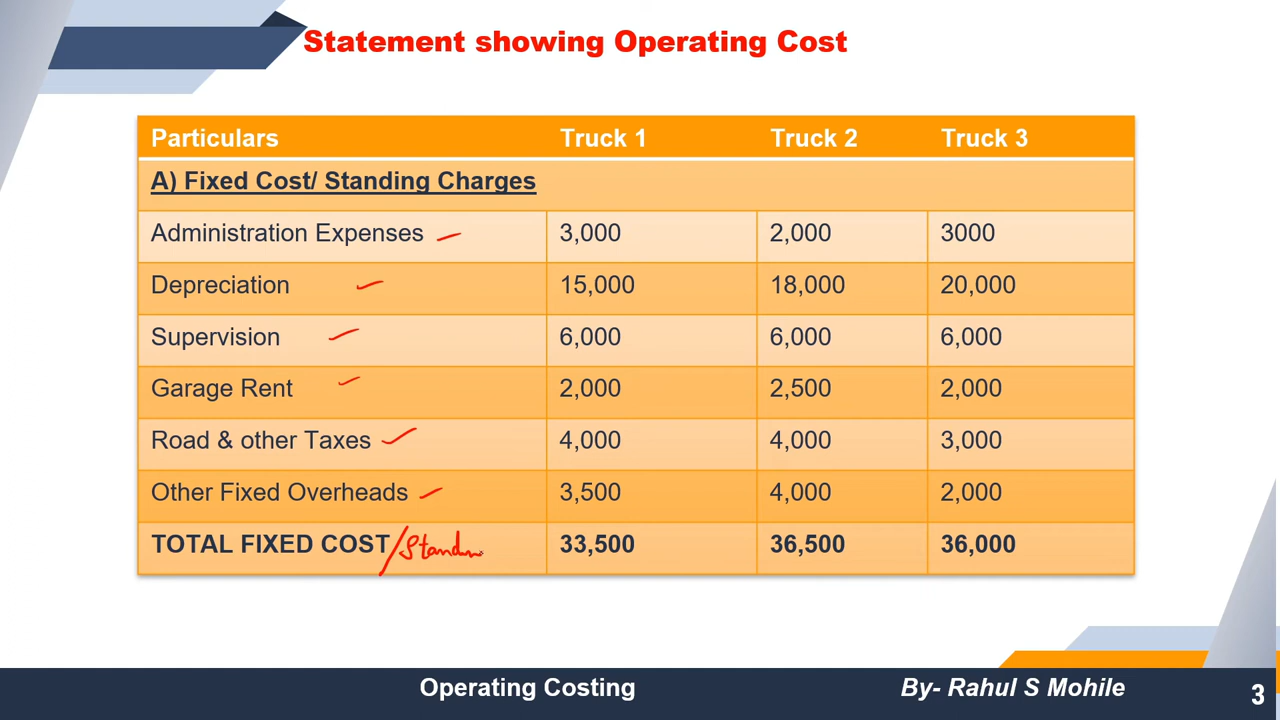 Statement showing Operating Cost
Particulars Truck 1 Truck 2 Truck 3
A) Fixed Cost/ Standing Charges
Administration Expenses 3,000 2,000 3000
Depreciation 15,000 18,000 20,000
Supervision 6,000 6,000 6,000
Garage Rent 2,000 2,500 2,000
Road & other Taxes 4,000 4,000 3,000
Other Fixed Overheads 3,500 4,000 2,000
TOTAL FIXED COST / 33,500 36,500 36,000
Operating Costing By- Rahul S Mohile 3